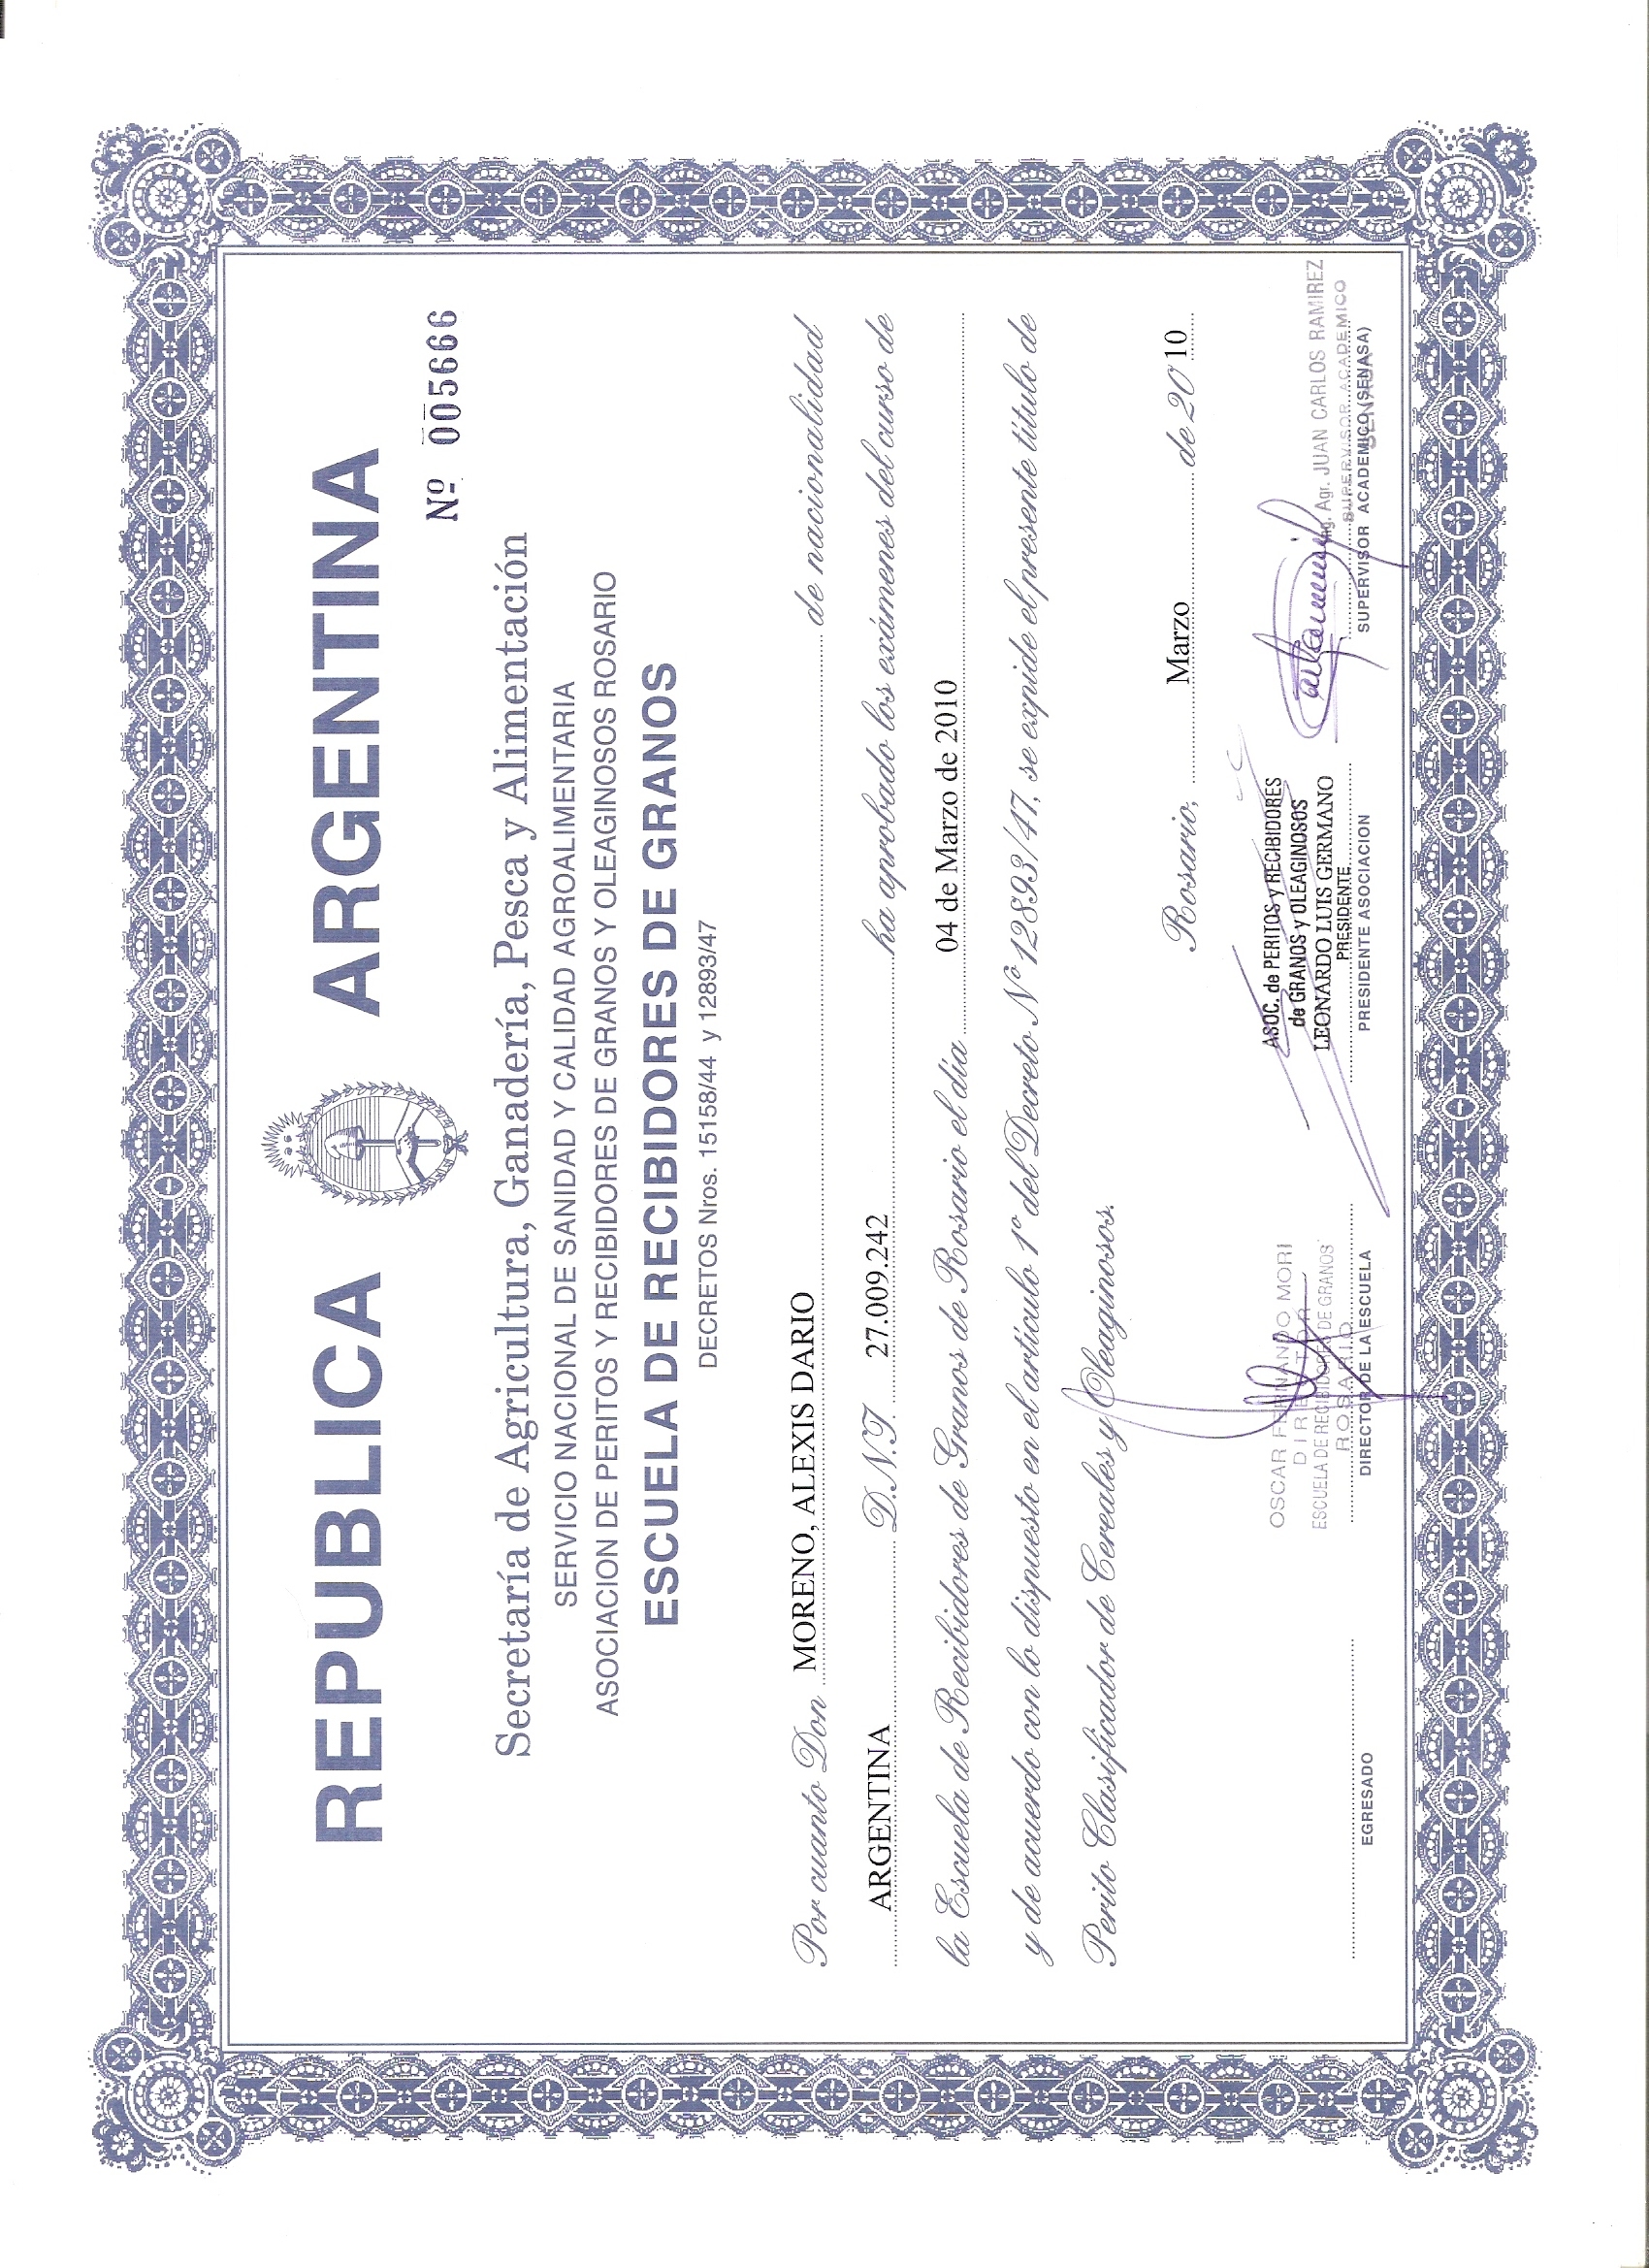 REPUBLICA ARGENTINA
Nº 005666
Secretaría de Agricultura, Ganadería, Pesca y Alimentación
SERVICIO NACIONAL DE SANIDAD Y CALIDAD AGROALIMENTARIA
ASOCIACION DE PERITOS Y RECIBIDORES DE GRANOS Y OLEAGINOSOS ROSARIO
ESCUELA DE RECIBIDORES DE GRANOS
DECRETOS Nros. 15158/44 y 12893/47
Por cuanto Don MORENO, ALEXIS DARIO de nacionalidad
ARGENTINA D.N.I. 27.009.242 ha aprobado los exámenes del curso de
la Escuela de Recibidores de Granos de Rosario el día 04 de Marzo de 2010
y de acuerdo con lo dispuesto en el artículo 1º del Decreto Nº 12893/47, se expide el presente título de
Perito Clasificador de Cereales y Oleaginosos.
Rosario, Marzo de 2010
EGRESADO
OSCAR FERNANDO MORI
DIRECTOR
ESCUELA DE RECIBIDORES DE GRANOS
ROSARIO
DIRECTOR DE LA ESCUELA
ASOC. de PERITOS y RECIBIDORES
de GRANOS y OLEAGINOSOS
LEONARDO LUIS GERMANO
PRESIDENTE
PRESIDENTE ASOCIACION
Ing. Agr. JUAN CARLOS RAMIREZ
SUPERVISOR ACADEMICO
SENASA
SUPERVISOR ACADEMICO (SENASA)